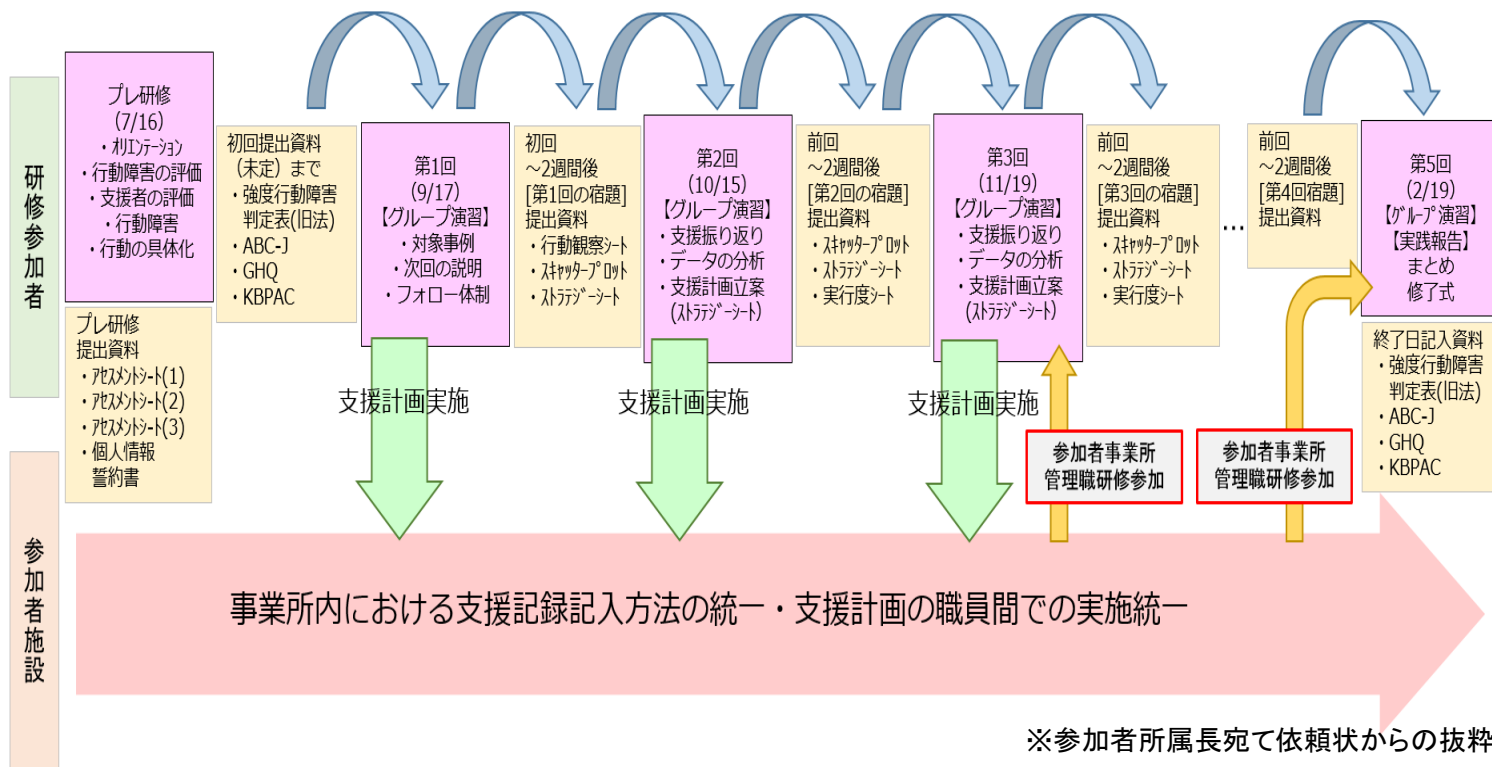 研修参加者
プレ研修
(7/16)
・ｵﾘｴﾝﾃｰｼｮﾝ
・行動障害の評価
・支援者の評価
・行動障害
・行動の具体化
プレ研修
提出資料
・ｱｾｽﾒﾝﾄｼｰﾄ(1)
・ｱｾｽﾒﾝﾄｼｰﾄ(2)
・ｱｾｽﾒﾝﾄｼｰﾄ(3)
・個人情報
誓約書
初回提出資料
（未定）まで
・強度行動障害
判定表(旧法)
・ABC-J
・GHQ
・KBPAC
第1回
(9/17)
【グループ演習】
・対象事例
・次回の説明
・フォロー体制
初回
～2週間後
[第1回の宿題]
提出資料
・行動観察シート
・ｽｷｬｯﾀｰﾌﾟﾛｯﾄ
・ｽﾄﾗﾃｼﾞｰｼｰﾄ
第2回
(10/15)
【グループ演習】
・支援振り返り
・データの分析
・支援計画立案
(ｽﾄﾗﾃｼﾞｰｼｰﾄ)
前回
～2週間後
[第2回の宿題]
提出資料
・ｽｷｬｯﾀｰﾌﾟﾛｯﾄ
・ｽﾄﾗﾃｼﾞｰｼｰﾄ
・実行度シート
第3回
(11/19)
【グループ演習】
・支援振り返り
・データの分析
・支援計画立案
(ｽﾄﾗﾃｼﾞｰｼｰﾄ)
前回
～2週間後
[第3回の宿題]
提出資料
・ｽｷｬｯﾀｰﾌﾟﾛｯﾄ
・ｽﾄﾗﾃｼﾞｰｼｰﾄ
・実行度シート
…
前回
～2週間後
[第4回宿題]
提出資料
第5回
(2/19)
【ｸﾞﾙｰﾌﾟ演習】
【実践報告】
まとめ
修了式
終了日記入資料
・強度行動障害
判定表(旧法)
・ABC-J
・GHQ
・KBPAC
支援計画実施
支援計画実施
支援計画実施
参加者事業所
管理職研修参加
参加者事業所
管理職研修参加
参加者施設
事業所内における支援記録記入方法の統一・支援計画の職員間での実施統一
※参加者所属長宛て依頼状からの抜粋